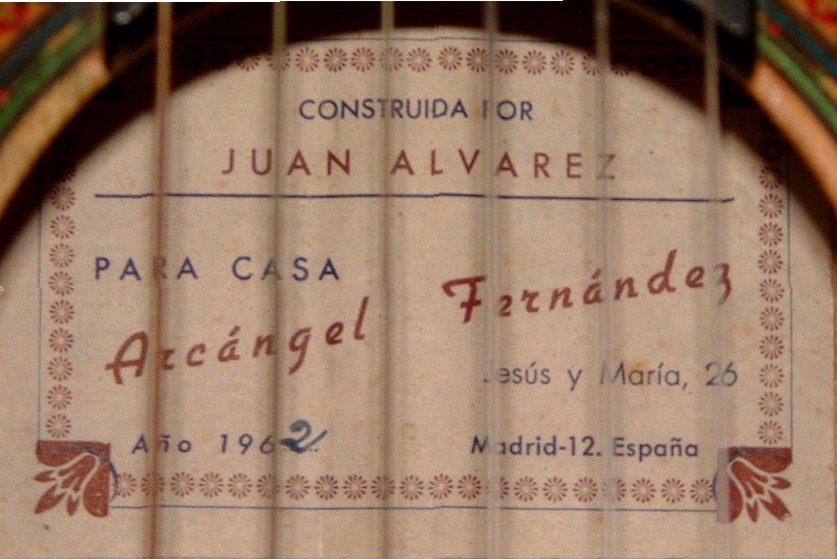 CONSTRUIDA POR
JUAN ALVAREZ
PARA CASA
Arcángel Fernández
Jesús y María, 26
Año 1962
Madrid-12. España